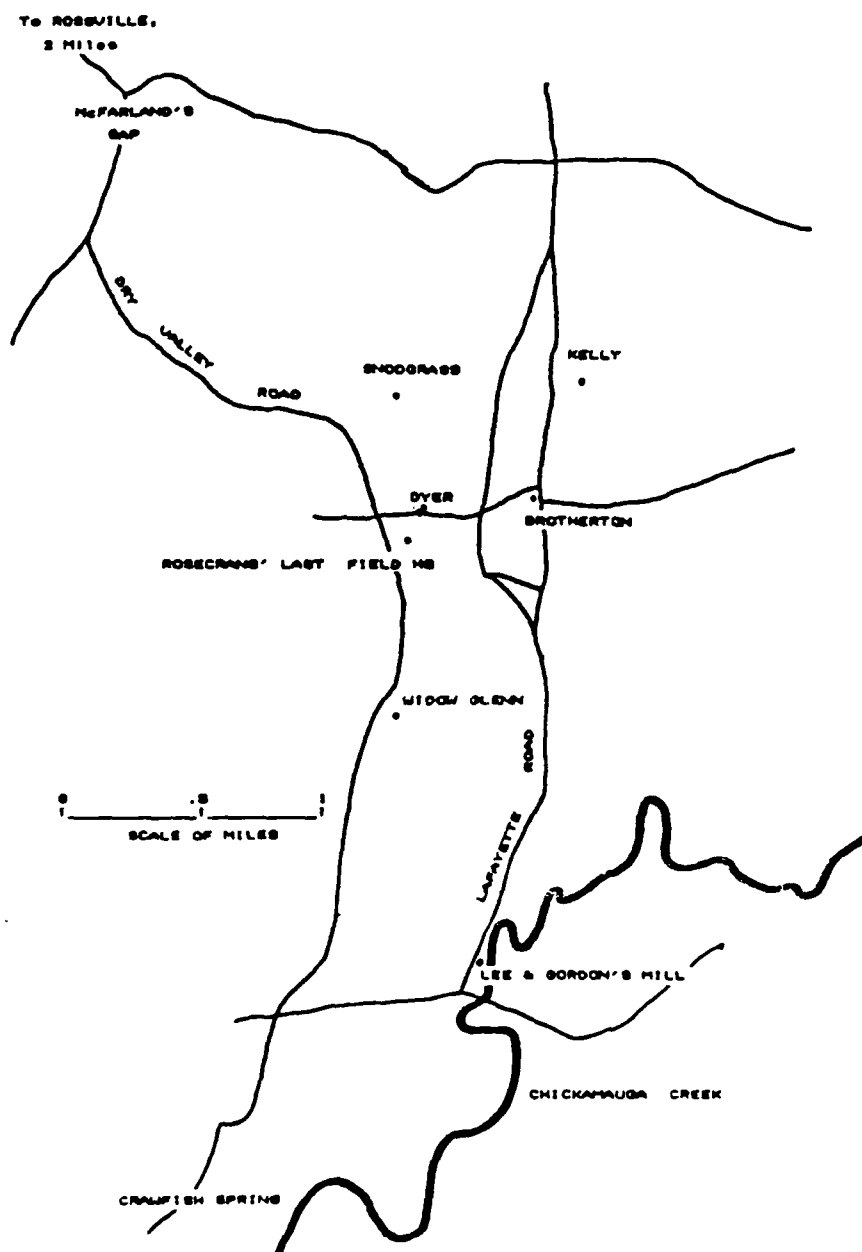 To ROSSVILLE,
2 Miles
McFARLAND'S
GAP
DRY
VALLEY
ROAD
SNODGRASS
KELLY
DYER
BROTHERTON
ROSECRANS' LAST FIELD HQ
WIDOW GLENN
ROAD
LAFAYETTE
0 .5 1
SCALE OF MILES
LEE & GORDON'S MILL
CHICKAMAUGA CREEK
CRAWFISH SPRING